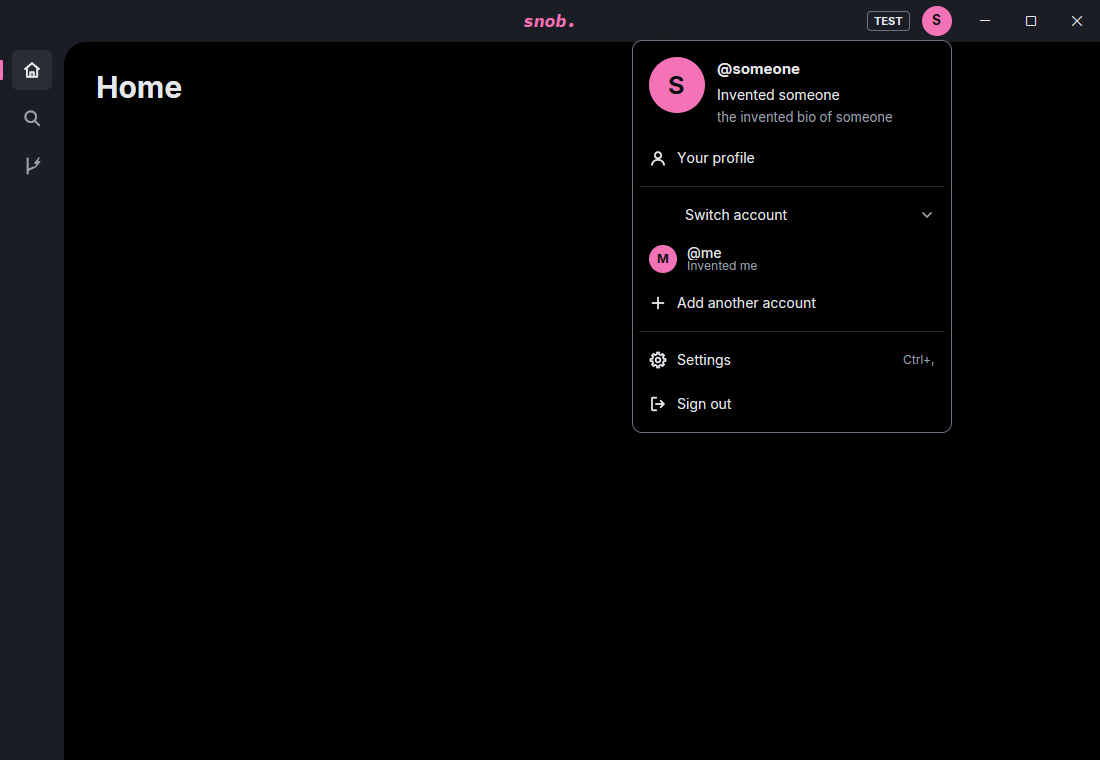 snob.
TEST
S
Home
S
@someone
Invented someone
the invented bio of someone
Your profile
Switch account
M
@me
Invented me
Add another account
Settings
Ctrl+,
Sign out